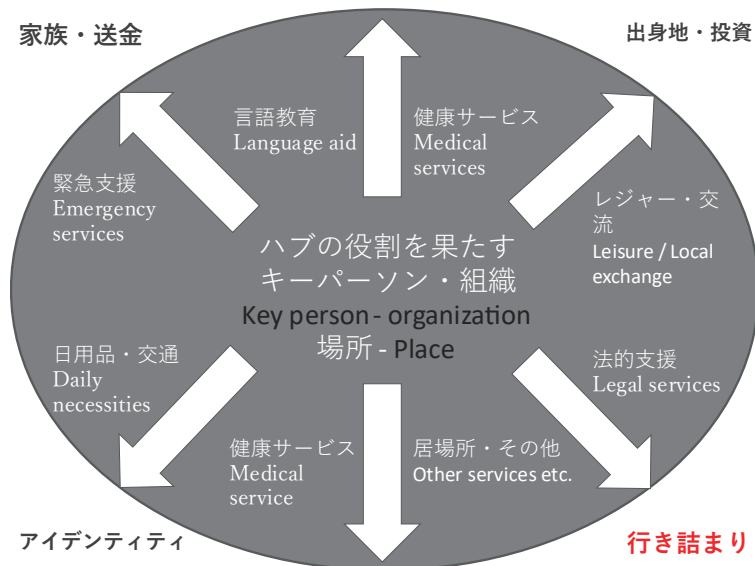 家族・送金
出身地・投資
言語教育
Language aid
健康サービス
Medical
services
緊急支援
Emergency
services
レジャー・交
流
Leisure / Local
exchange
ハブの役割を果たす
キーパーソン・組織
Key person - organization
場所 - Place
日用品・交通
Daily
necessities
法的支援
Legal services
健康サービス
Medical
service
居場所・その他
Other services etc.
アイデンティティ
行き詰まり